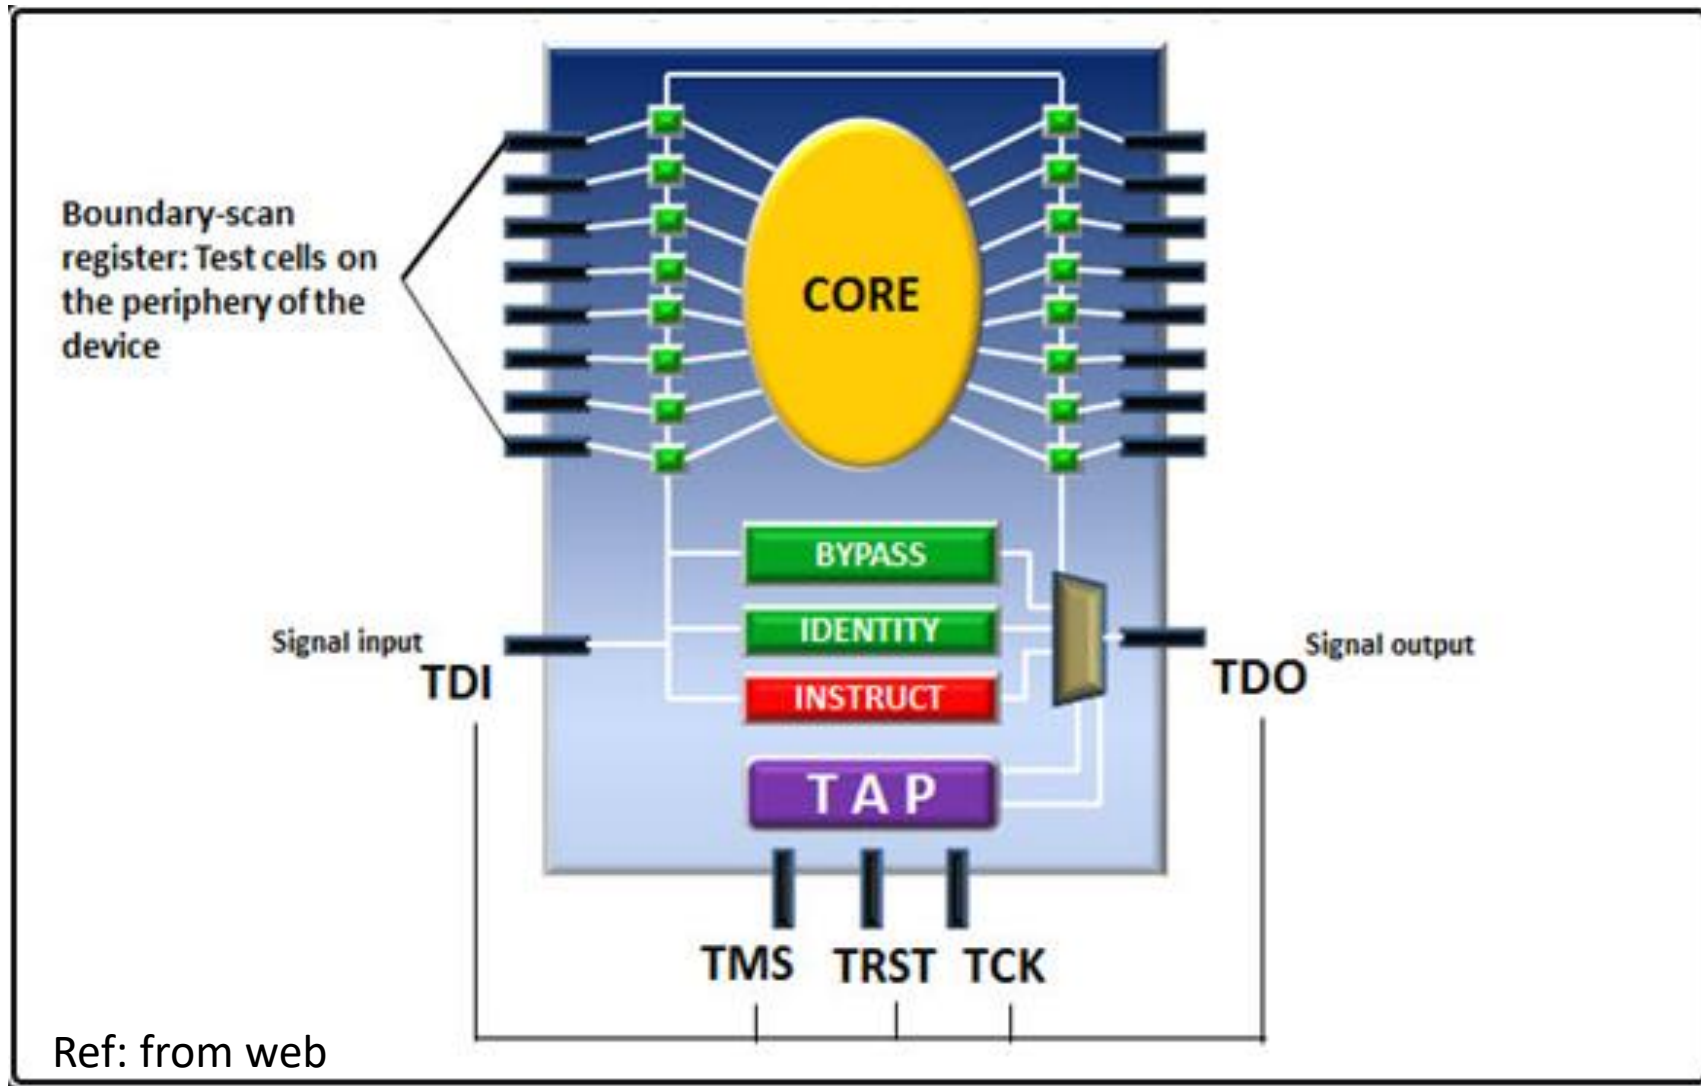 Boundary-scan
register: Test cells on
the periphery of the
device
CORE
BYPASS
IDENTITY
INSTRUCT
TAP
Signal input
TDI
Signal output
TDO
TMS TRST TCK
Ref: from web